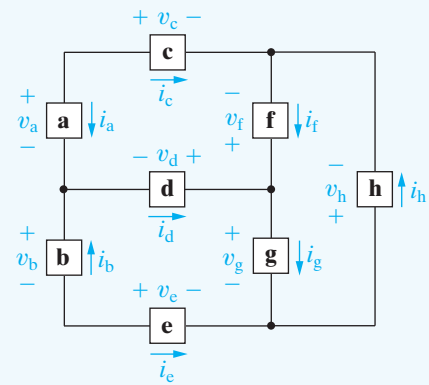 + v_c −
c
i_c
+ v_a −
a
i_a
− v_f +
f
i_f
− v_h +
h
i_h
− v_d +
d
i_d
+ v_b −
b
i_b
+ v_g −
g
i_g
+ v_e −
e
i_e